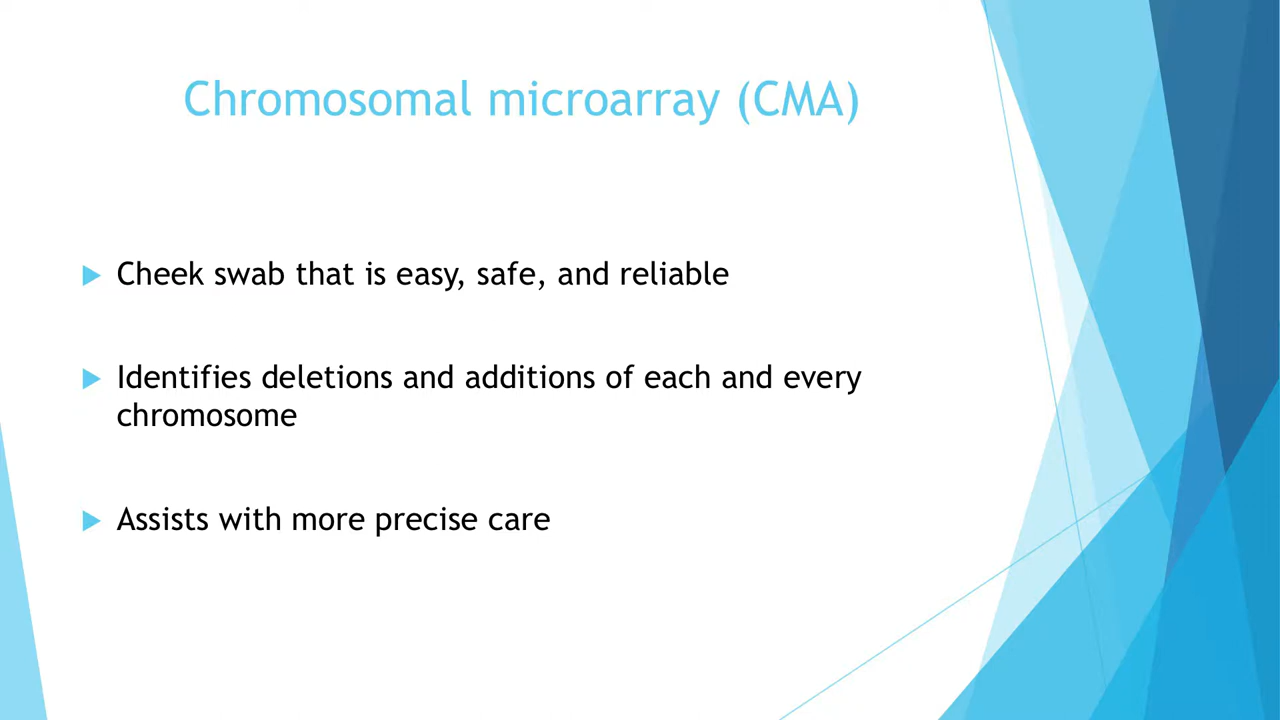 Chromosomal microarray (CMA)
Cheek swab that is easy, safe, and reliable
Identifies deletions and additions of each and every
chromosome
Assists with more precise care